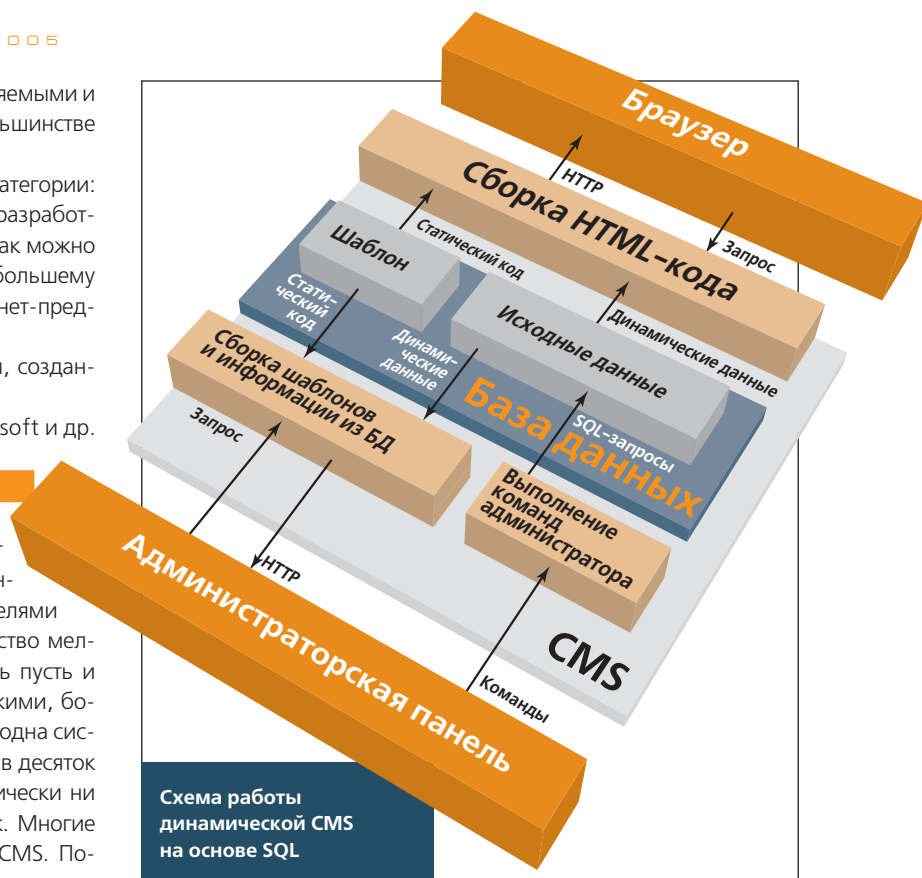 005
яемыми и
льшинстве
атегории:
разработ-
ак можно
большему
нет-пред-
, создан-
soft и др.
-
н-
елями
ство мел-
ь пусть и
кими, бо-
одна сис-
в десяток
ически ни
к. Многие
CMS. По-
Браузер
HTTP
Запрос
Сборка HTML-кода
Шаблон
Статический код
Динамические данные
Исходные данные
Стати-
ческий
код
Динами-
ческие
данные
База данных
SQL-запросы
Сборка шаблонов
и информации из БД
Выполнение
команд
администратора
Запрос
HTTP
Команды
CMS
Администраторская панель
Схема работы
динамической CMS
на основе SQL